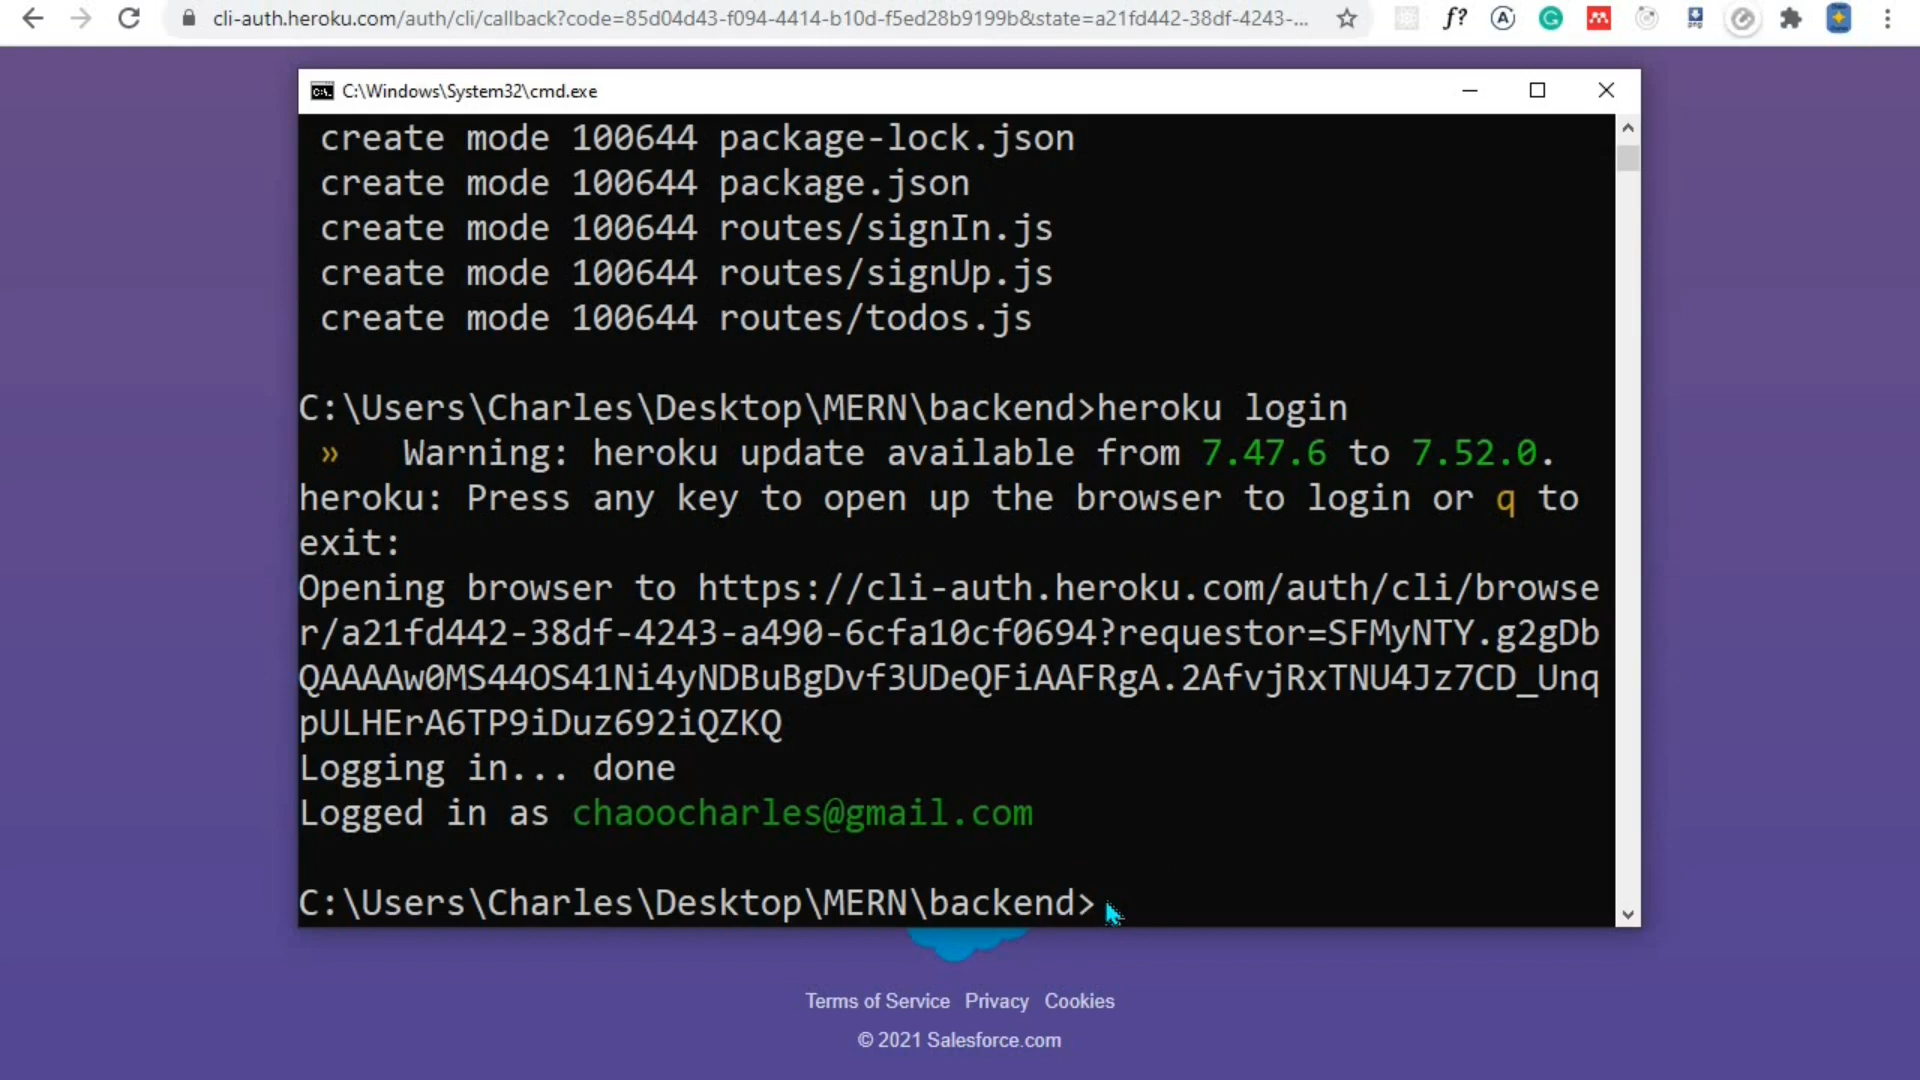 cli-auth.heroku.com/auth/cli/callback?code=85d04d43-f094-4414-b10d-f5ed28b9199b&state=a21fd442-38df-4243-...
C:\Windows\System32\cmd.exe
create mode 100644 package-lock.json
create mode 100644 package.json
create mode 100644 routes/signIn.js
create mode 100644 routes/signUp.js
create mode 100644 routes/todos.js
C:\Users\Charles\Desktop\MERN\backend>heroku login
» Warning: heroku update available from 7.47.6 to 7.52.0.
heroku: Press any key to open up the browser to login or q to
exit:
Opening browser to https://cli-auth.heroku.com/auth/cli/browse
r/a21fd442-38df-4243-a490-6cfa10cf0694?requestor=SFMyNTY.g2gDb
QAAAAw0MS44OS41Ni4yNDBuBgDvf3UDeQFiAAFRgA.2AfvjRxTNU4Jz7CD_Unq
pULHErA6TP9iDuz692iQZKQ
Logging in... done
Logged in as chaoocharles@gmail.com
C:\Users\Charles\Desktop\MERN\backend>
Terms of Service Privacy Cookies
© 2021 Salesforce.com